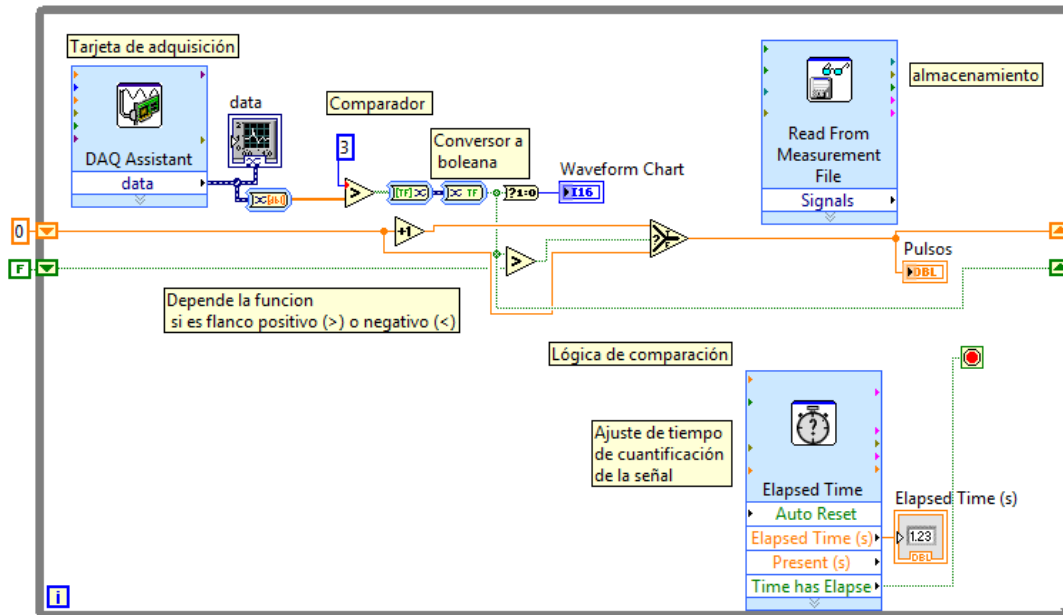 Tarjeta de adquisición
DAQ Assistant
data
data
Comparador
3
[TF]
TF
?1:0
Conversor a
boleana
Waveform Chart
I16
Read From
Measurement
File
Signals
almacenamiento
0
+1
>
?
T
F
Pulsos
DBL
F
>
Depende la funcion
si es flanco positivo (>) o negativo (<)
Lógica de comparación
Ajuste de tiempo
de cuantificación
de la señal
?
Elapsed Time
Auto Reset
Elapsed Time (s)
Present (s)
Time has Elapse
Elapsed Time (s)
1.23
DBL
i